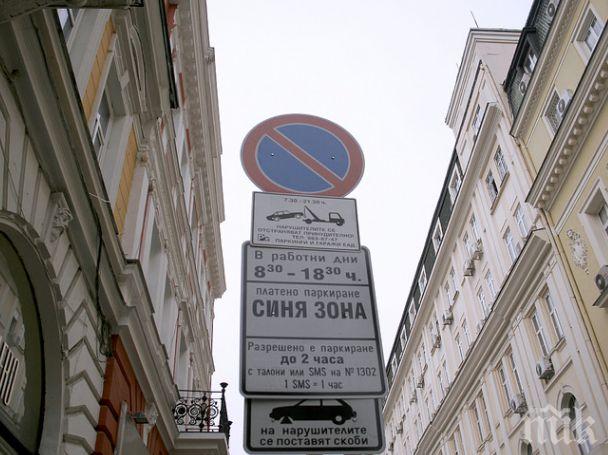 7.30 - 21.30 ч.
НАРУШИТЕЛИТЕ СЕ
ОТСТРАНЯВАТ ПРИНУДИТЕЛНО!
ПАРКИНГИ И ГАРАЖИ ЕАД
В РАБОТНИ ДНИ
8³⁰ - 18³⁰ Ч.
ПЛАТЕНО ПАРКИРАНЕ
СИНЯ ЗОНА
Разрешено е паркиране
до 2 часа
с талони или SMS на № 1302
1 SMS = 1 час
на нарушителите
се поставят скоби